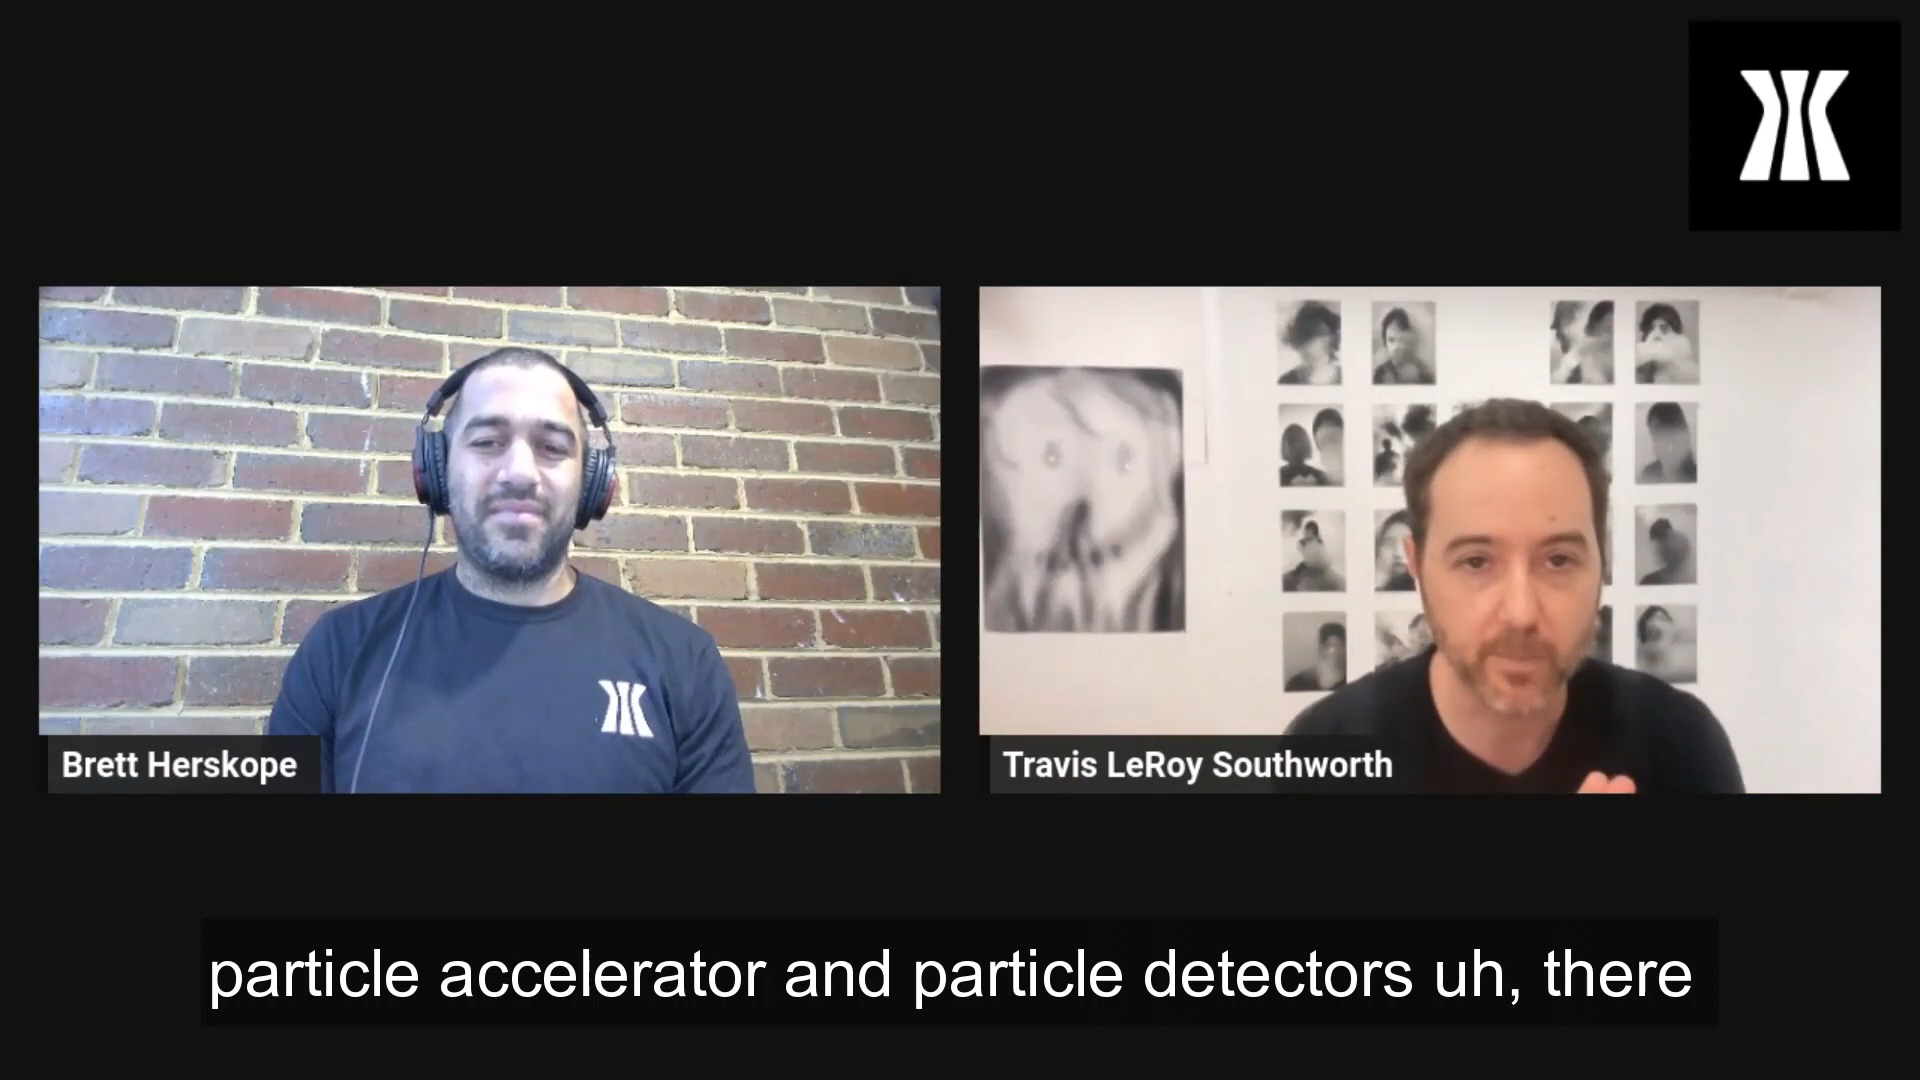 Brett Herskope
Travis LeRoy Southworth
particle accelerator and particle detectors uh, there